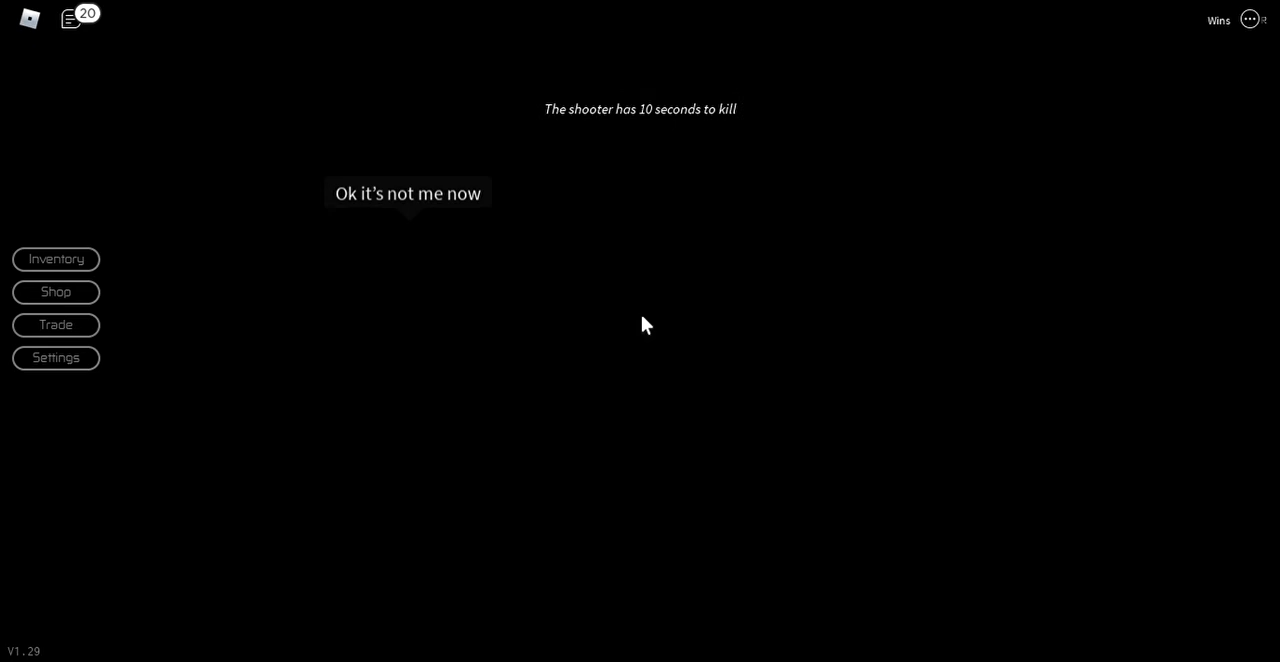 20
Wins
R
The shooter has 10 seconds to kill
Ok it’s not me now
Inventory
Shop
Trade
Settings
V1.29